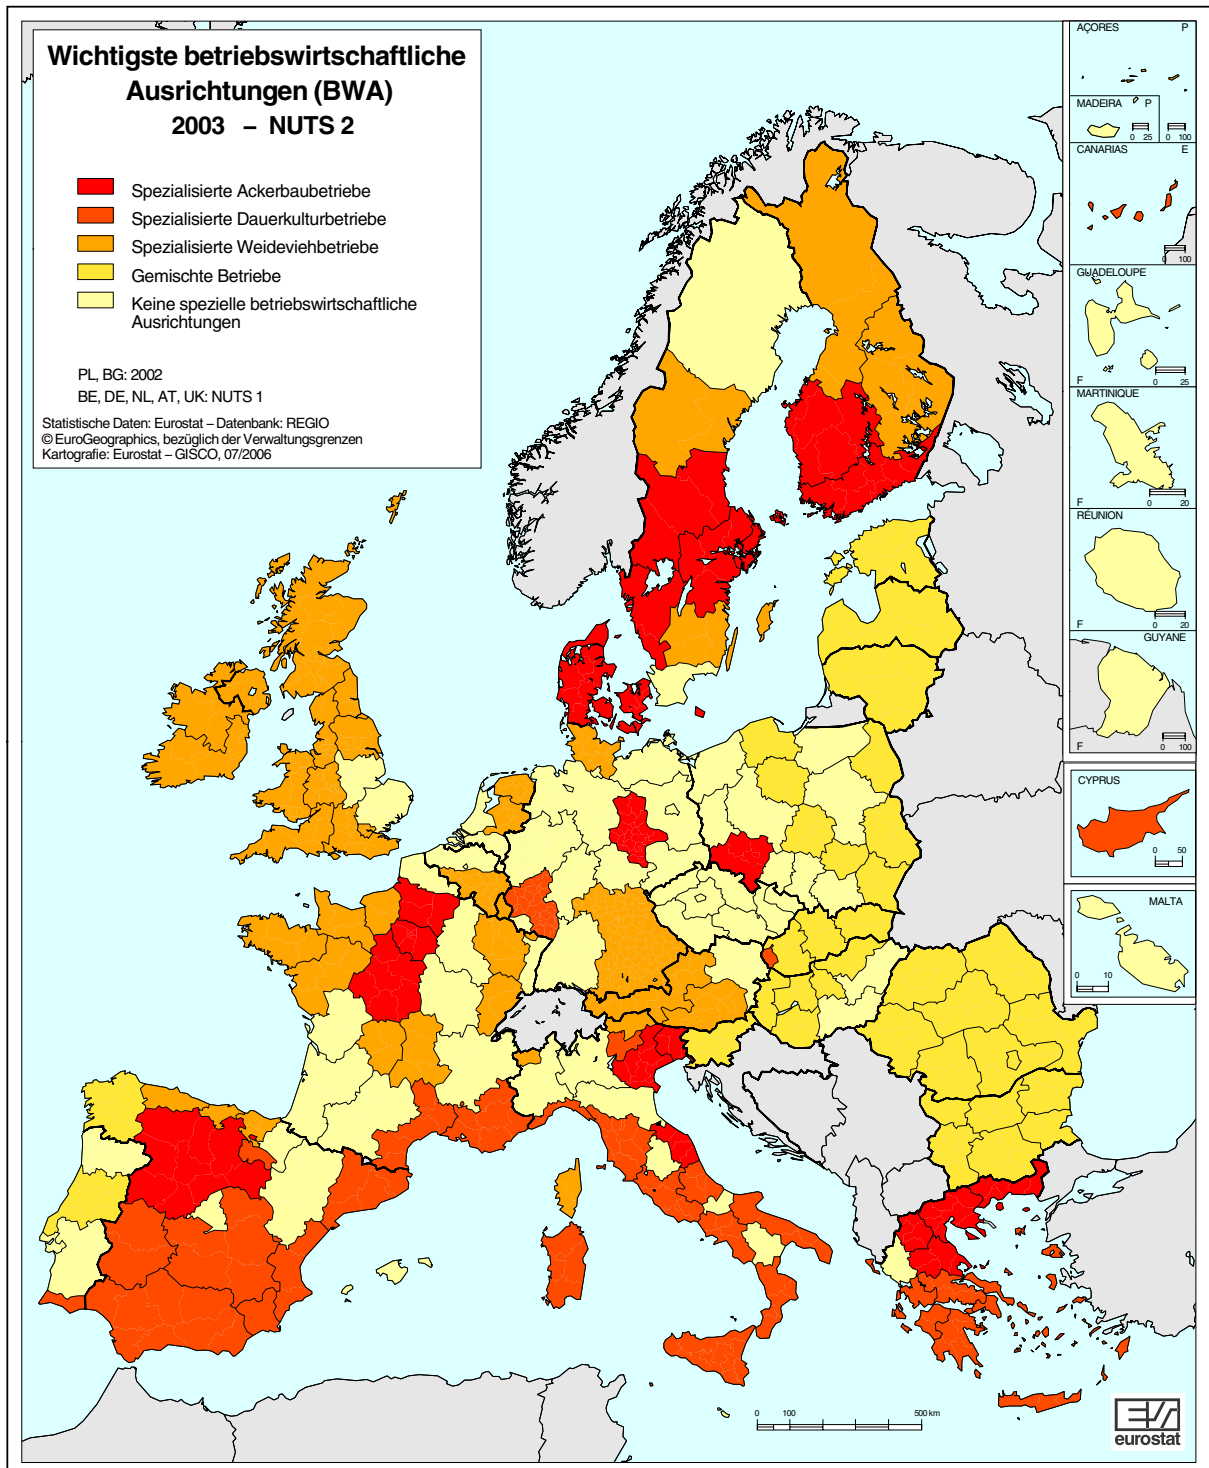 Wichtigste betriebswirtschaftliche
Ausrichtungen (BWA)
2003 – NUTS 2
Spezialisierte Ackerbaubetriebe
Spezialisierte Dauerkulturbetriebe
Spezialisierte Weideviehbetriebe
Gemischte Betriebe
Keine spezielle betriebswirtschaftliche
Ausrichtungen
PL, BG: 2002
BE, DE, NL, AT, UK: NUTS 1
Statistische Daten: Eurostat – Datenbank: REGIO
© EuroGeographics, bezüglich der Verwaltungsgrenzen
Kartografie: Eurostat – GISCO, 07/2006
AÇORES P
MADEIRA P
0 25 0 100
CANARIAS E
0 100
GUADELOUPE
F 0 25
MARTINIQUE
F 0 20
RÉUNION
F 0 20
GUYANE
F 0 100
CYPRUS
0 50
MALTA
0 10
0 100 500 km
eurostat